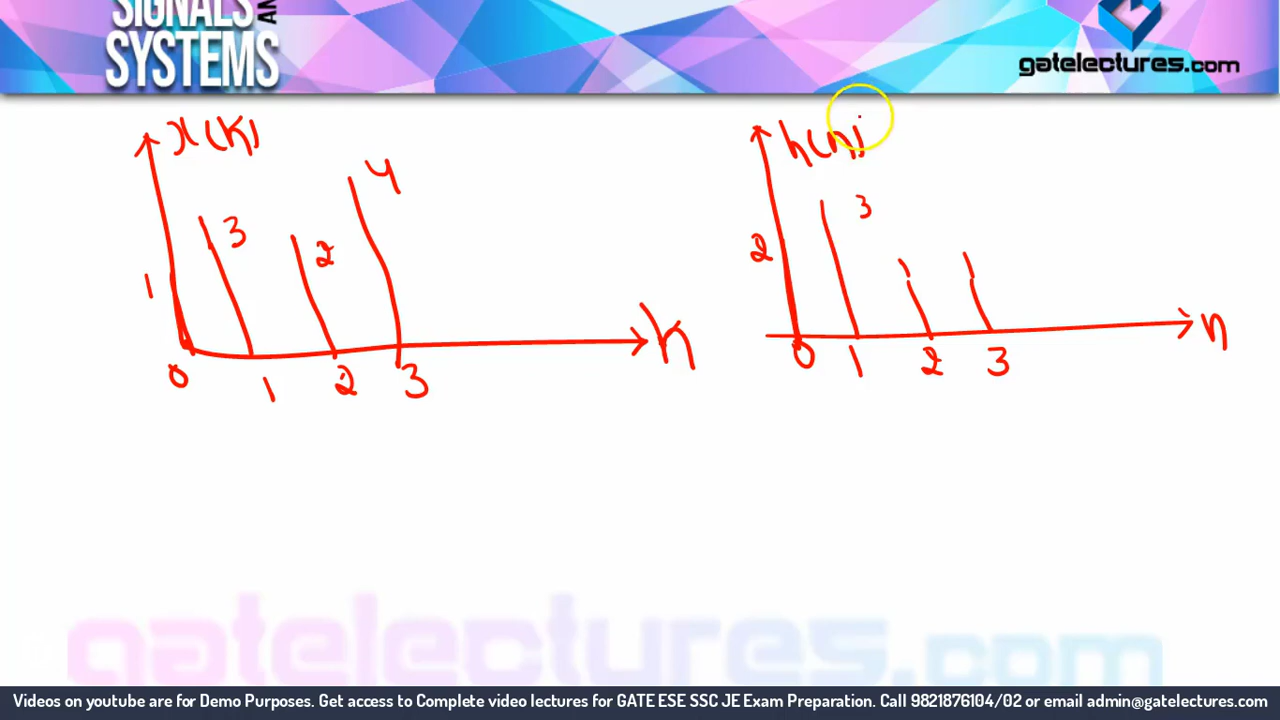 SIGNALS AND
SYSTEMS
gatelectures.com
x(k)
1
3
2
4
0
1
2
3
k
h(n)
2
3
1
1
0
1
2
3
n
gatelectures.com
Videos on youtube are for Demo Purposes. Get access to Complete video lectures for GATE ESE SSC JE Exam Preparation. Call 9821876104/02 or email admin@gatelectures.com